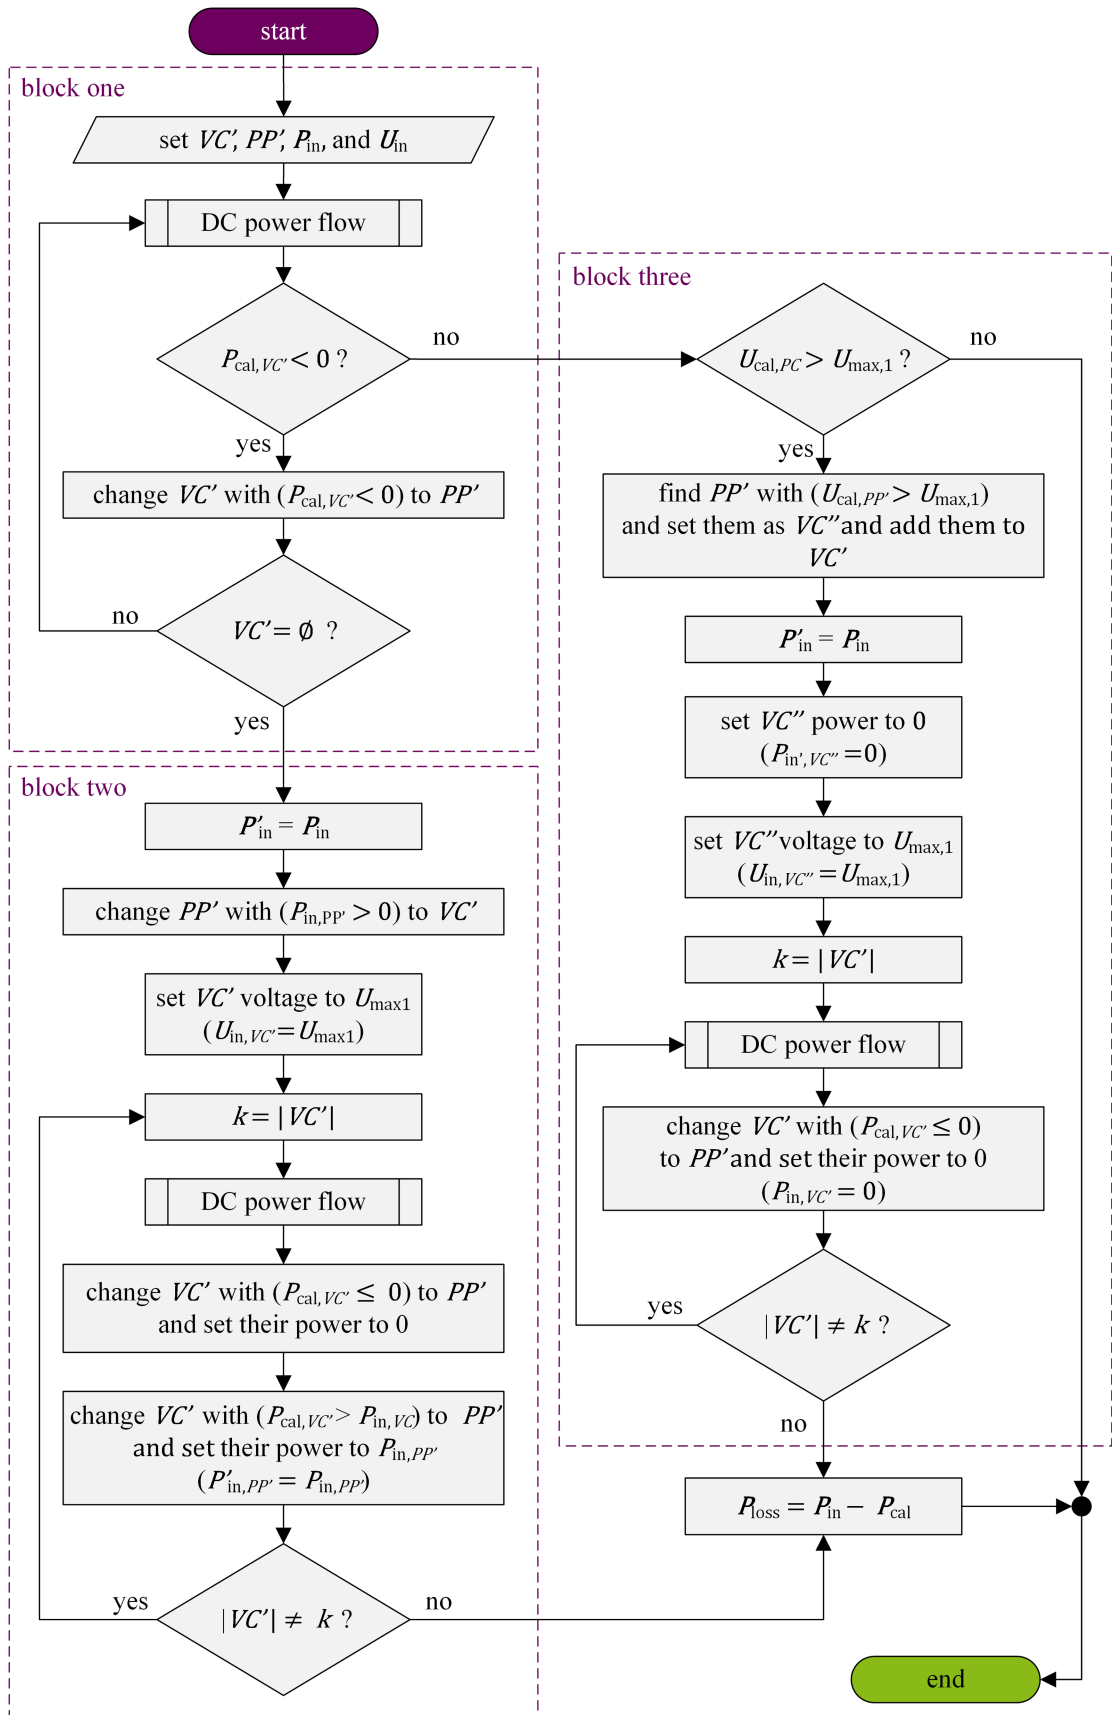 start
block one
set VC′, PP′, Pin, and Uin
DC power flow
Pcal,VC′ < 0 ?
no
yes
change VC′ with (Pcal,VC′ < 0) to PP′
VC′ = ∅ ?
no
yes
block two
P′in = Pin
change PP′ with (Pin,PP′ > 0) to VC′
set VC′ voltage to Umax1
(Uin,VC′ = Umax1)
k = |VC′|
DC power flow
change VC′ with (Pcal,VC′ ≤ 0) to PP′
and set their power to 0
change VC′ with (Pcal,VC′ > Pin,VC) to PP′
and set their power to Pin,PP′
(P′in,PP′ = Pin,PP′)
|VC′| ≠ k ?
yes
no
block three
Ucal,PC > Umax,1 ?
no
yes
find PP′ with (Ucal,PP′ > Umax,1)
and set them as VC″ and add them to
VC′
P′in = Pin
set VC″ power to 0
(Pin′,VC″ = 0)
set VC″ voltage to Umax,1
(Uin,VC″ = Umax,1)
k = |VC′|
DC power flow
change VC′ with (Pcal,VC′ ≤ 0)
to PP′ and set their power to 0
(Pin,VC′ = 0)
|VC′| ≠ k ?
yes
no
Ploss = Pin − Pcal
end